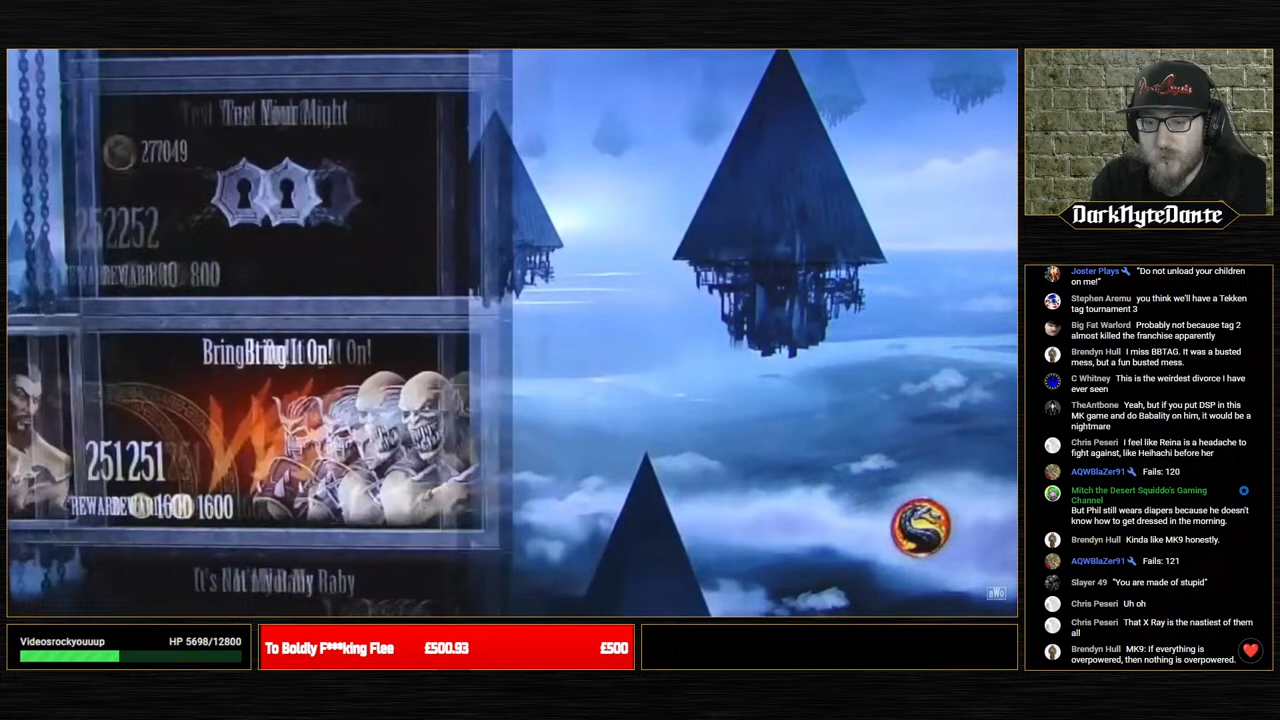 Test Your Might
277049
252252
800 800
Bring It On!
251251
REWARD
1600 1600
It's Not My Baby
BWO
Videosrockyouuup
HP 5698/12800
To Boldly F***king Flee
£500.93
£500
DarkNyteDante
Joster Plays “Do not unload your children
on me!”
Stephen Aremu you think we'll have a Tekken
tag tournament 3
Big Fat Warlord Probably not because tag 2
almost killed the franchise apparently
Brendyn Hull I miss BBTAG. It was a busted
mess, but a fun busted mess.
C Whitney This is the weirdest divorce I have
ever seen
TheAntbone Yeah, but if you put DSP in this
MK game and do Babality on him, it would be a
nightmare
Chris Peseri I feel like Reina is a headache to
fight against, like Heihachi before her
AQWBlaZer91 Fails: 120
Mitch the Desert Squiddo's Gaming
Channel
But Phil still wears diapers because he doesn't
know how to get dressed in the morning.
Brendyn Hull Kinda like MK9 honestly.
AQWBlaZer91 Fails: 121
Slayer 49 “You are made of stupid”
Chris Peseri Uh oh
Chris Peseri That X Ray is the nastiest of them
all
Brendyn Hull MK9: If everything is
overpowered, then nothing is overpowered.